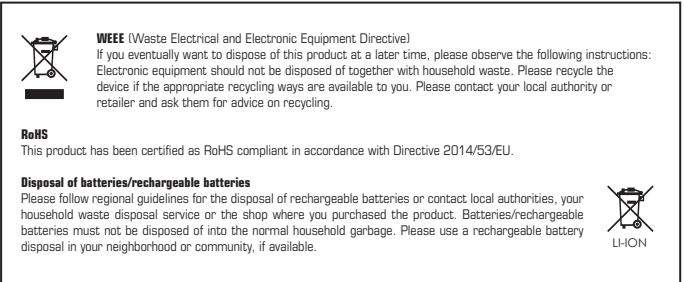 WEEE (Waste Electrical and Electronic Equipment Directive)
If you eventually want to dispose of this product at a later time, please observe the following instructions:
Electronic equipment should not be disposed of together with household waste. Please recycle the
device if the appropriate recycling ways are available to you. Please contact your local authority or
retailer and ask them for advice on recycling.
RoHS
This product has been certified as RoHS compliant in accordance with Directive 2014/53/EU.
Disposal of batteries/rechargeable batteries
Please follow regional guidelines for the disposal of rechargeable batteries or contact local authorities, your
household waste disposal service or the shop where you purchased the product. Batteries/rechargeable
batteries must not be disposed of into the normal household garbage. Please use a rechargeable battery
disposal in your neighborhood or community, if available.
LI-ION